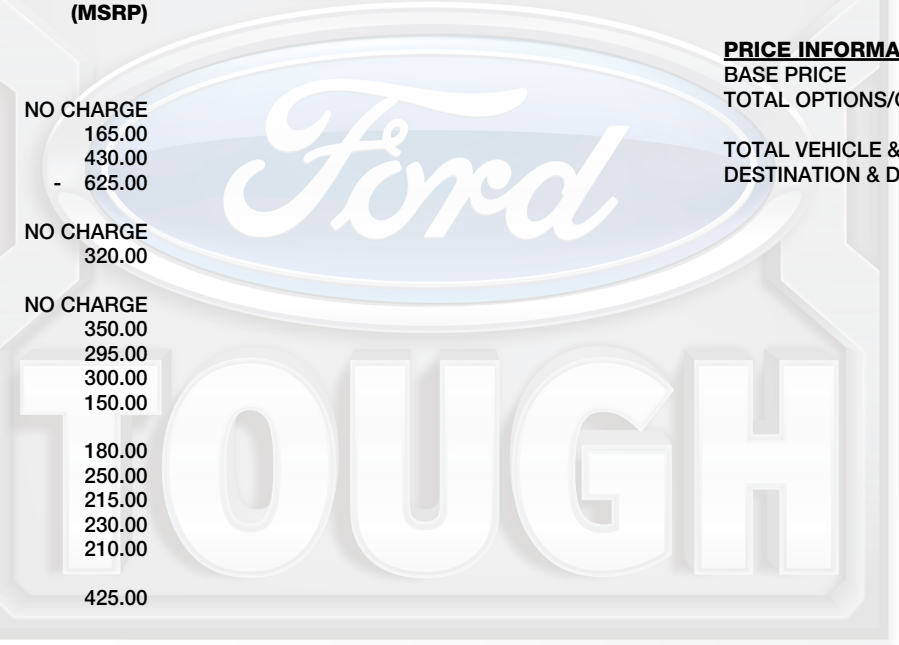 (MSRP)
NO CHARGE
165.00
430.00
- 625.00
NO CHARGE
320.00
NO CHARGE
350.00
295.00
300.00
150.00
180.00
250.00
215.00
230.00
210.00
425.00
PRICE INFORMA
BASE PRICE
TOTAL OPTIONS/
TOTAL VEHICLE &
DESTINATION & D
Ford
TOUGH